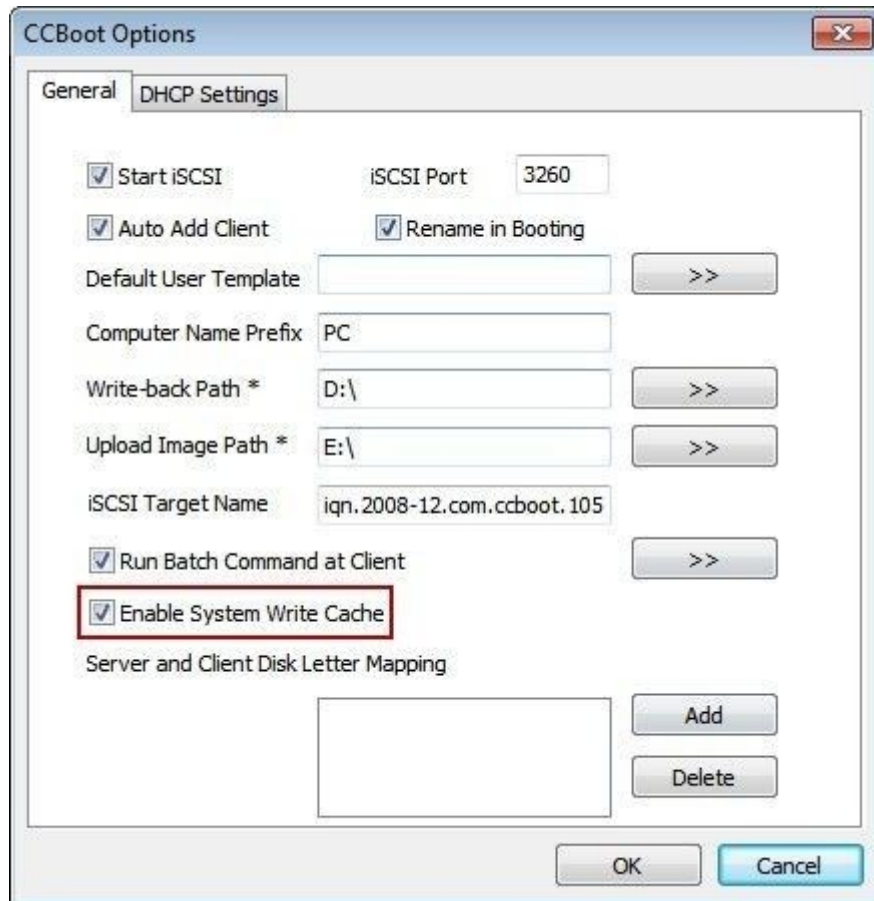 CCBoot Options
General DHCP Settings
Start iSCSI iSCSI Port 3260
Auto Add Client Rename in Booting
Default User Template >>
Computer Name Prefix PC
Write-back Path * D:\ >>
Upload Image Path * E:\ >>
iSCSI Target Name iqn.2008-12.com.ccboot.105
Run Batch Command at Client >>
Enable System Write Cache
Server and Client Disk Letter Mapping
Add
Delete
OK Cancel